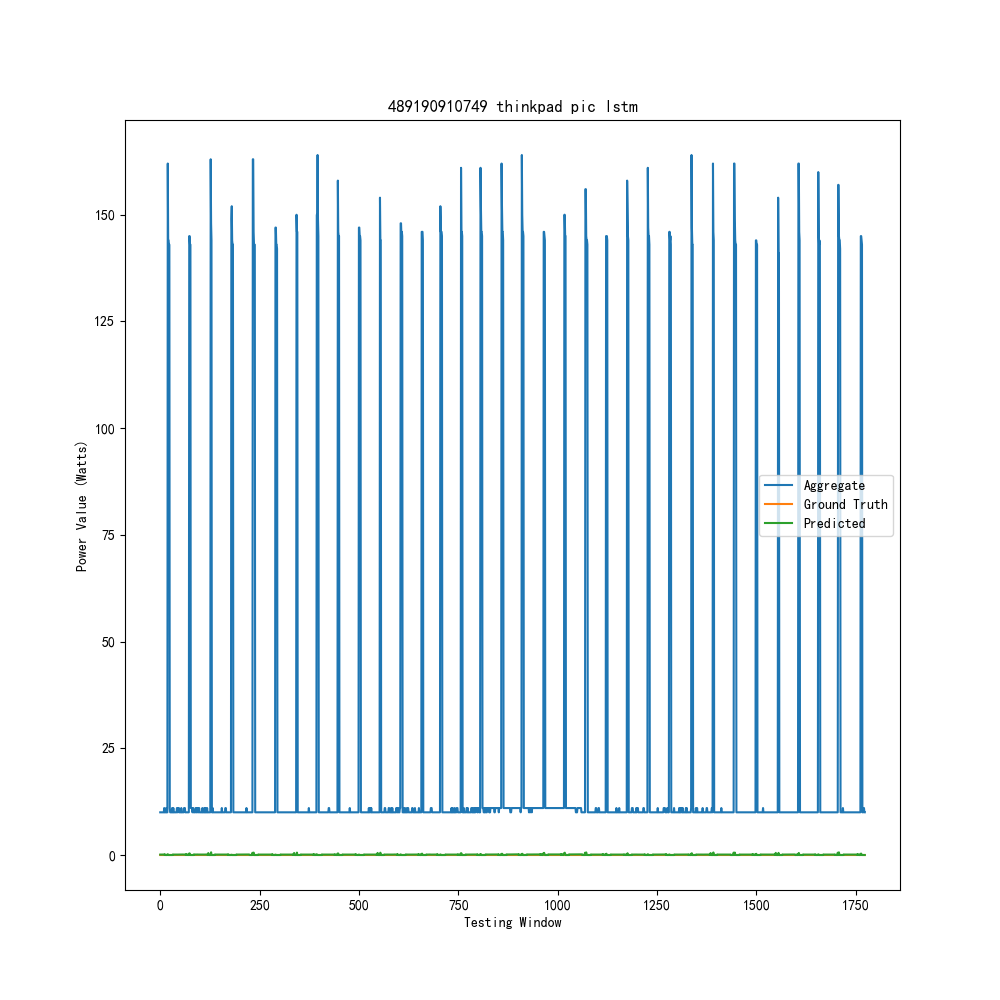 489190910749 thinkpad pic lstm
150
125
100
75
50
25
0
Power Value (Watts)
Aggregate
Ground Truth
Predicted
0 250 500 750 1000 1250 1500 1750
Testing Window